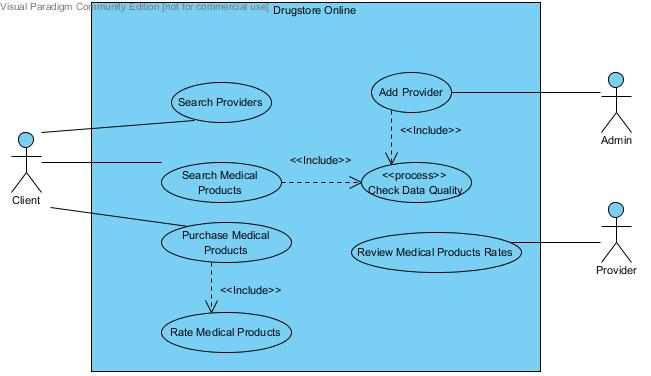 Visual Paradigm Community Edition [not for commercial use]
Drugstore Online
Search Providers
Add Provider
<<Include>>
Admin
<<Include>>
Client
Search Medical
Products
<<process>>
Check Data Quality
Purchase Medical
Products
Review Medical Products Rates
Provider
<<Include>>
Rate Medical Products